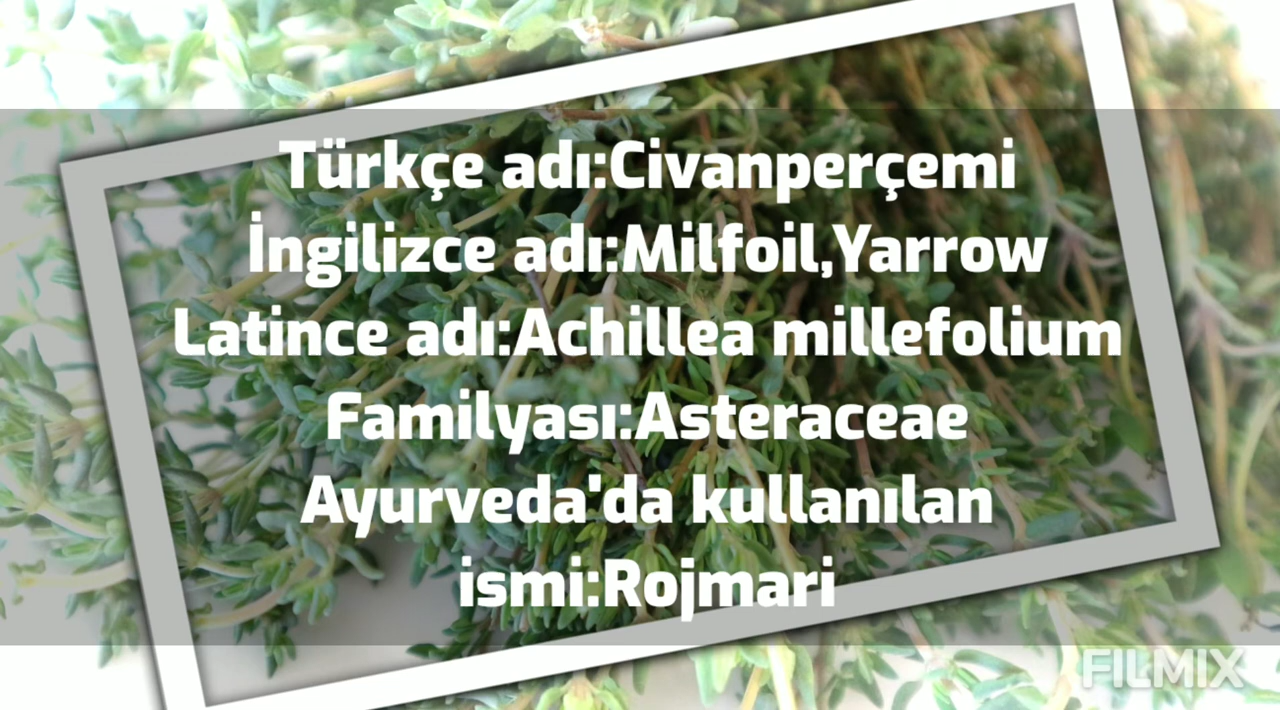 Türkçe adı:Civanperçemi
İngilizce adı:Milfoil,Yarrow
Latince adı:Achillea millefolium
Familyası:Asteraceae
Ayurveda'da kullanılan
ismi:Rojmari
FILMIX